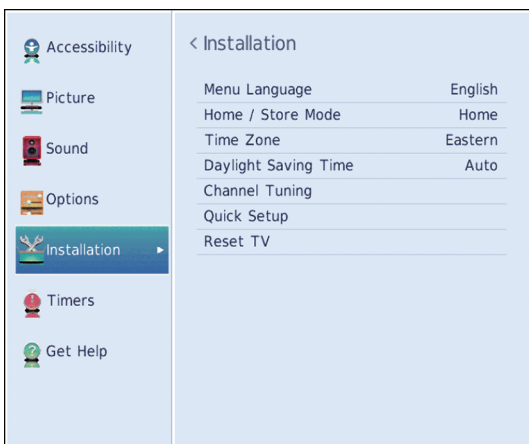 Accessibility
Picture
Sound
Options
Installation
Timers
Get Help
< Installation
Menu Language English
Home / Store Mode Home
Time Zone Eastern
Daylight Saving Time Auto
Channel Tuning
Quick Setup
Reset TV